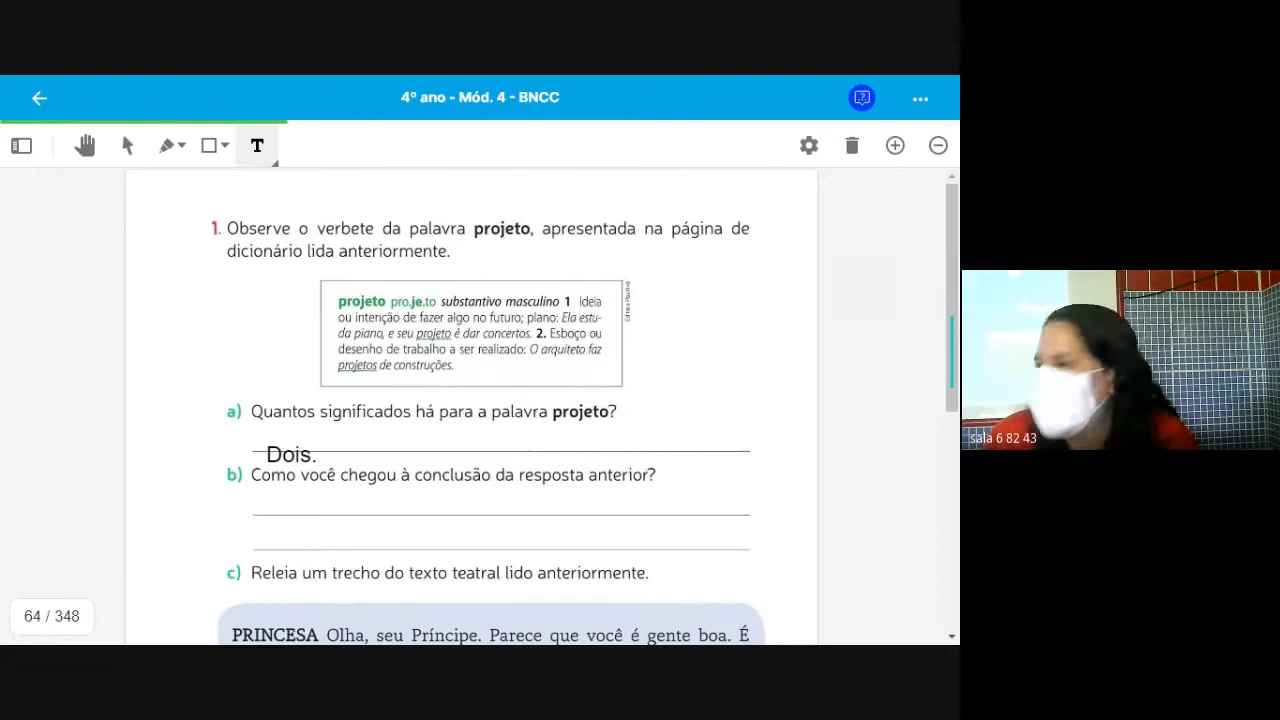 4º ano - Mód. 4 - BNCC
T
1. Observe o verbete da palavra projeto, apresentada na página de
dicionário lida anteriormente.
projeto pro.je.to substantivo masculino 1 Ideia
ou intenção de fazer algo no futuro; plano: Ela estu-
da piano, e seu projeto é dar concertos. 2. Esboço ou
desenho de trabalho a ser realizado: O arquiteto faz
projetos de construções.
Editora Positivo
a) Quantos significados há para a palavra projeto?
Dois.
b) Como você chegou à conclusão da resposta anterior?
c) Releia um trecho do texto teatral lido anteriormente.
PRINCESA Olha, seu Príncipe. Parece que você é gente boa. É
64 / 348
sala 6 82 43